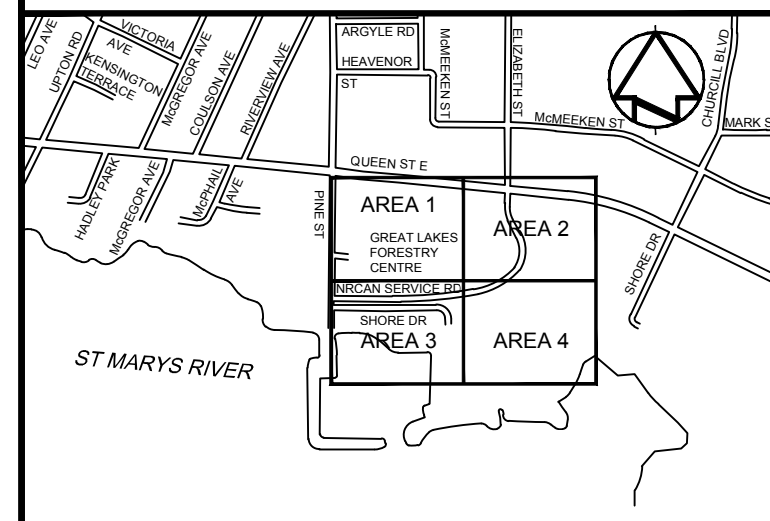 LEO AVE
UPTON RD
VICTORIA
AVE
KENSINGTON
TERRACE
McGREGOR AVE
COULSON AVE
RIVERVIEW AVE
ARGYLE RD
HEAVENOR
ST
McMEEKEN ST
ELIZABETH ST
McMEEKEN ST
CHURCILL BLVD
MARK S
QUEEN ST E
HADLEY PARK
McGREGOR AVE
McPHAIL
AVE
PINE ST
AREA 1
GREAT LAKES
FORESTRY
CENTRE
AREA 2
NRCAN SERVICE RD
SHORE DR
SHORE DR
AREA 3
AREA 4
ST MARYS RIVER